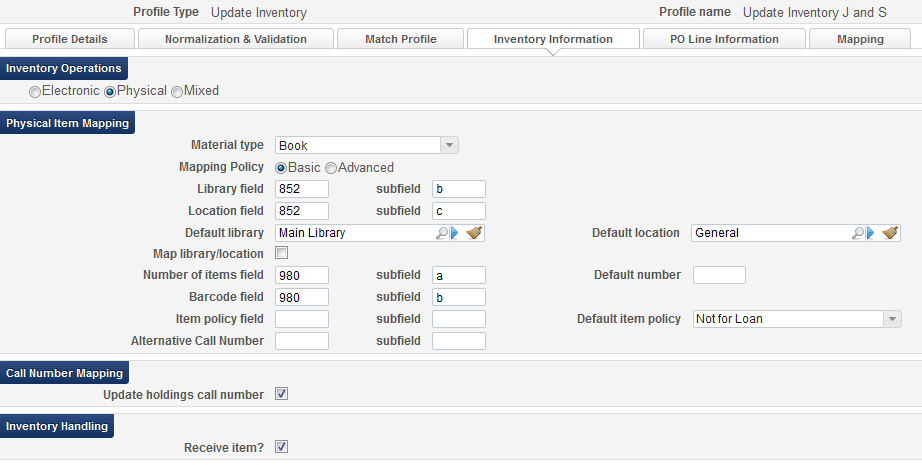 Profile Type Update Inventory Profile name Update Inventory J and S
Profile Details Normalization & Validation Match Profile Inventory Information PO Line Information Mapping
Inventory Operations
Electronic Physical Mixed
Physical Item Mapping
Material type Book
Mapping Policy Basic Advanced
Library field 852 subfield b
Location field 852 subfield c
Default library Main Library Default location General
Map library/location
Number of items field 980 subfield a Default number
Barcode field 980 subfield b
Item policy field subfield Default item policy Not for Loan
Alternative Call Number subfield
Call Number Mapping
Update holdings call number
Inventory Handling
Receive item?